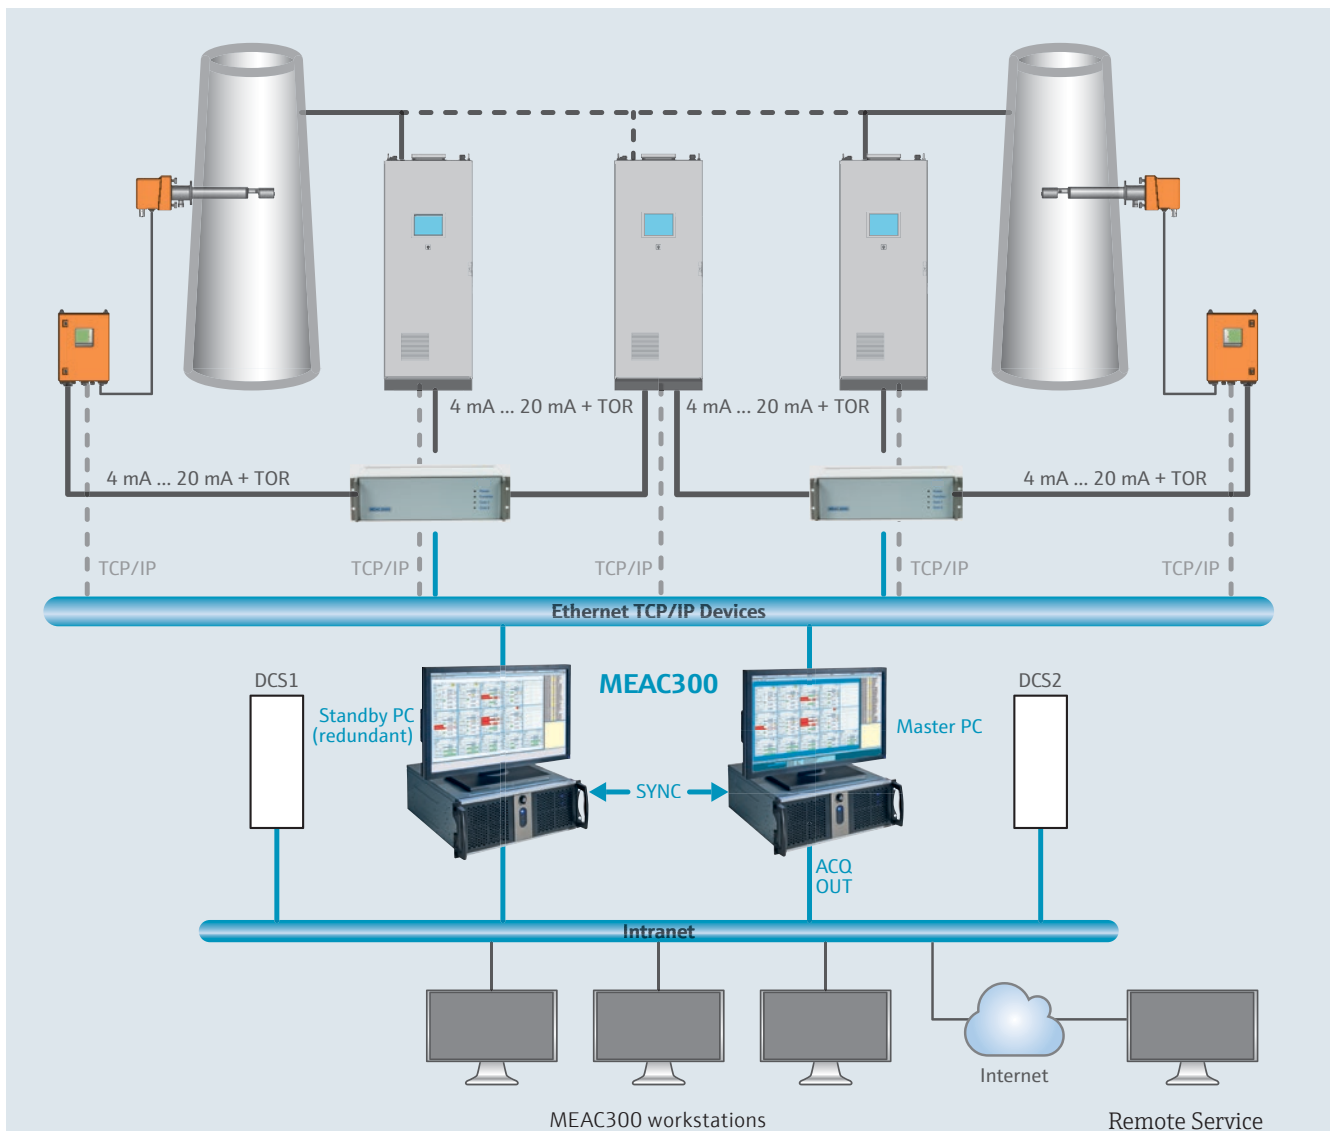 4 mA ... 20 mA + TOR
4 mA ... 20 mA + TOR
4 mA ... 20 mA + TOR
4 mA ... 20 mA + TOR
MEAC300
TCP/IP
TCP/IP
TCP/IP
TCP/IP
TCP/IP
Ethernet TCP/IP Devices
DCS1
MEAC300
DCS2
Standby PC
(redundant)
Master PC
SYNC
ACQ
OUT
Intranet
Internet
MEAC300 workstations
Remote Service